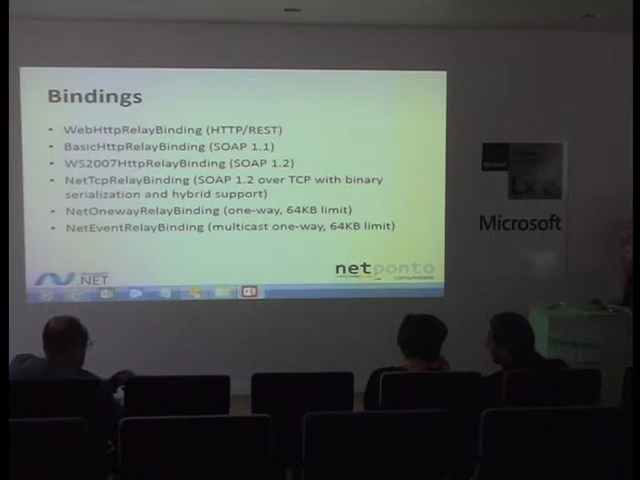 Bindings
• WebHttpRelayBinding (HTTP/REST)
• BasicHttpRelayBinding (SOAP 1.1)
• WS2007HttpRelayBinding (SOAP 1.2)
• NetTcpRelayBinding (SOAP 1.2 over TCP with binary
serialization and hybrid support)
• NetOnewayRelayBinding (one-way, 64KB limit)
• NetEventRelayBinding (multicast one-way, 64KB limit)
.NET
netponto
comunidade
Microsoft